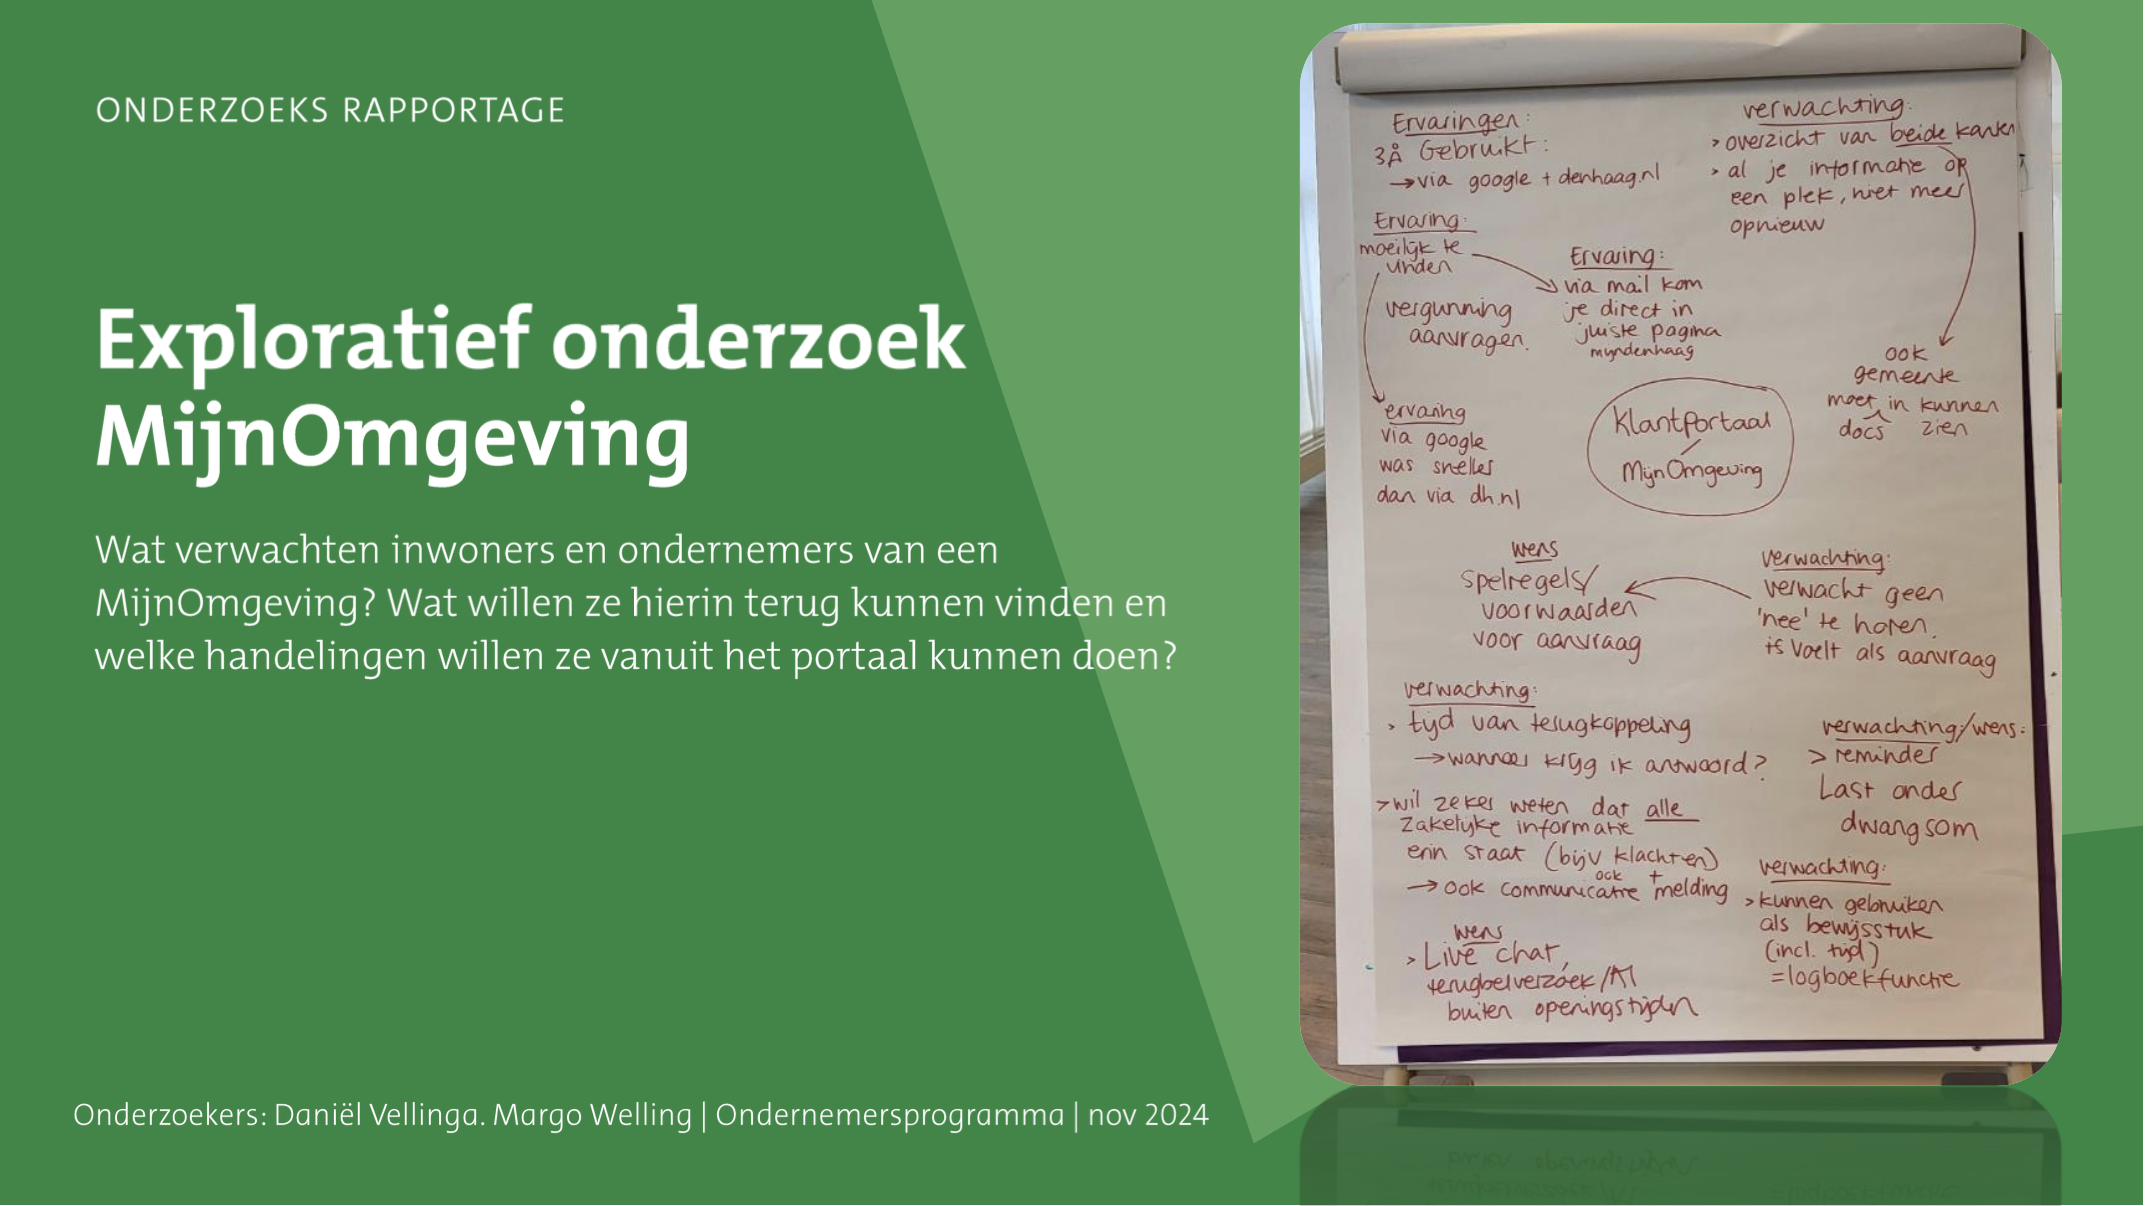 ONDERZOEKS RAPPORTAGE
Exploratief onderzoek
MijnOmgeving
Wat verwachten inwoners en ondernemers van een
MijnOmgeving? Wat willen ze hierin terug kunnen vinden en
welke handelingen willen ze vanuit het portaal kunnen doen?
Onderzoekers: Daniël Vellinga. Margo Welling | Ondernemersprogramma | nov 2024
Ervaringen:
Gebruikt:
→ via google + denhaag.nl
verwachting:
> overzicht van beide kanten
> al je informatie op
een plek, niet meer
opnieuw
Ervaring:
moeilijk te
vinden
vergunning
aanvragen.
Ervaring:
via mail kom
je direct in
juiste pagina
mijndenhaag
ook
gemeente
moet in kunnen
docs zien
ervaring
via google
was sneller
dan via dh.nl
Klantportaal
/
MijnOmgeving
wens
spelregels/
voorwaarden
voor aanvraag
verwachting:
verwacht geen
'nee' te horen.
voelt als aanvraag
verwachting:
> tijd van terugkoppeling
→ wanneer krijg ik antwoord?
> wil zeker weten dat alle
zakelijke informatie
erin staat (bijv klachten)
ook +
→ ook communicatie melding
verwachting/wens:
> reminder
Last onder
dwangsom
verwachting:
> kunnen gebruiken
als bewijsstuk
(incl. tijd)
= logboekfunctie
wens
> Live chat,
terugbelverzoek/AI
buiten openingstijden